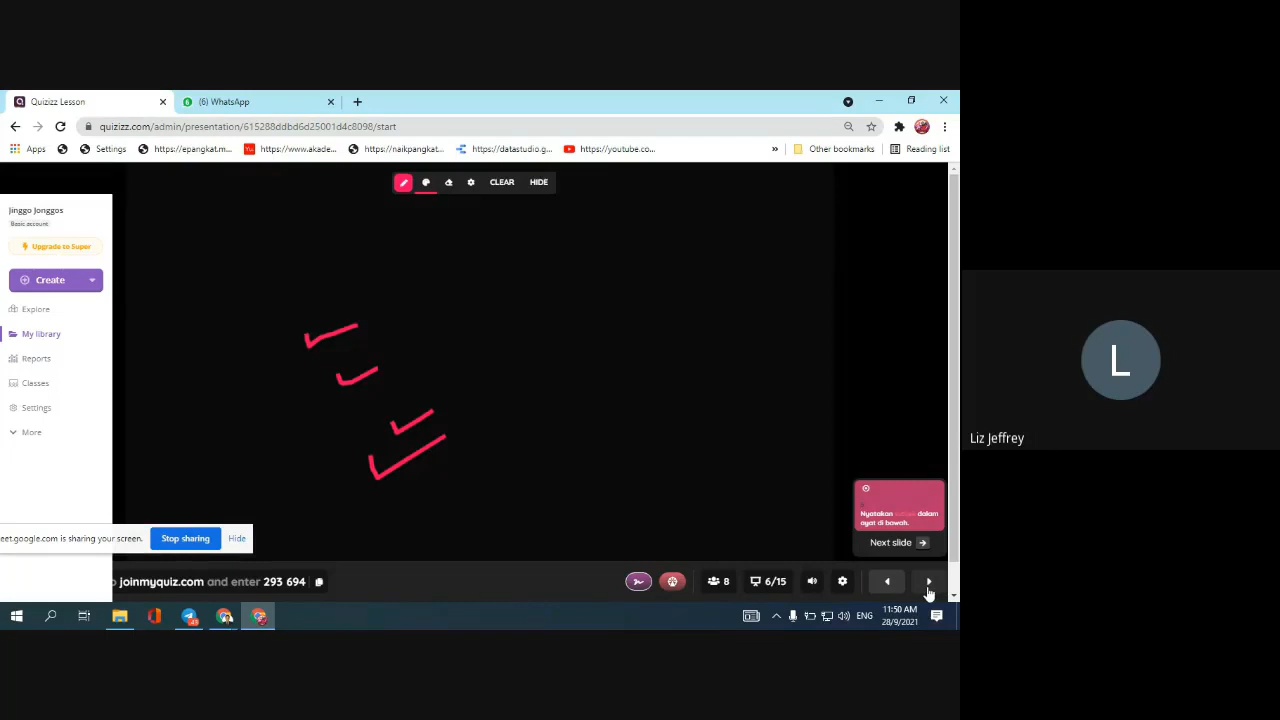 Quizizz Lesson
(6) WhatsApp
quizizz.com/admin/presentation/615288ddbd6d25001d4c8098/start
Apps Settings https://epangkat.m... https://www.akade... https://naikpangkat... https://datastudio.g... https://youtube.co... » Other bookmarks Reading list
CLEAR HIDE
Jinggo Jonggos
Basic account
Upgrade to Super
Create
Explore
My library
Reports
Classes
Settings
More
eet.google.com is sharing your screen. Stop sharing Hide
Nyatakan dalam
ayat di bawah.
Next slide
joinmyquiz.com and enter 293 694
8 6/15
ENG 11:50 AM
28/9/2021
L
Liz Jeffrey